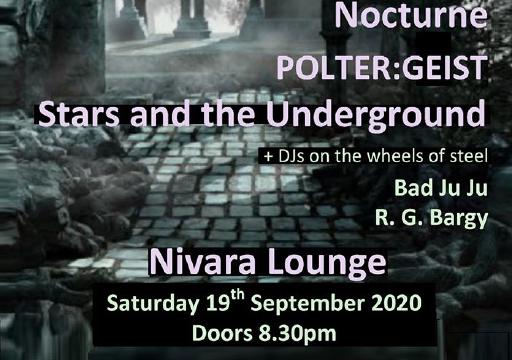 Nocturne
POLTER:GEIST
Stars and the Underground
+ DJs on the wheels of steel
Bad Ju Ju
R. G. Bargy
Nivara Lounge
Saturday 19th September 2020
Doors 8.30pm